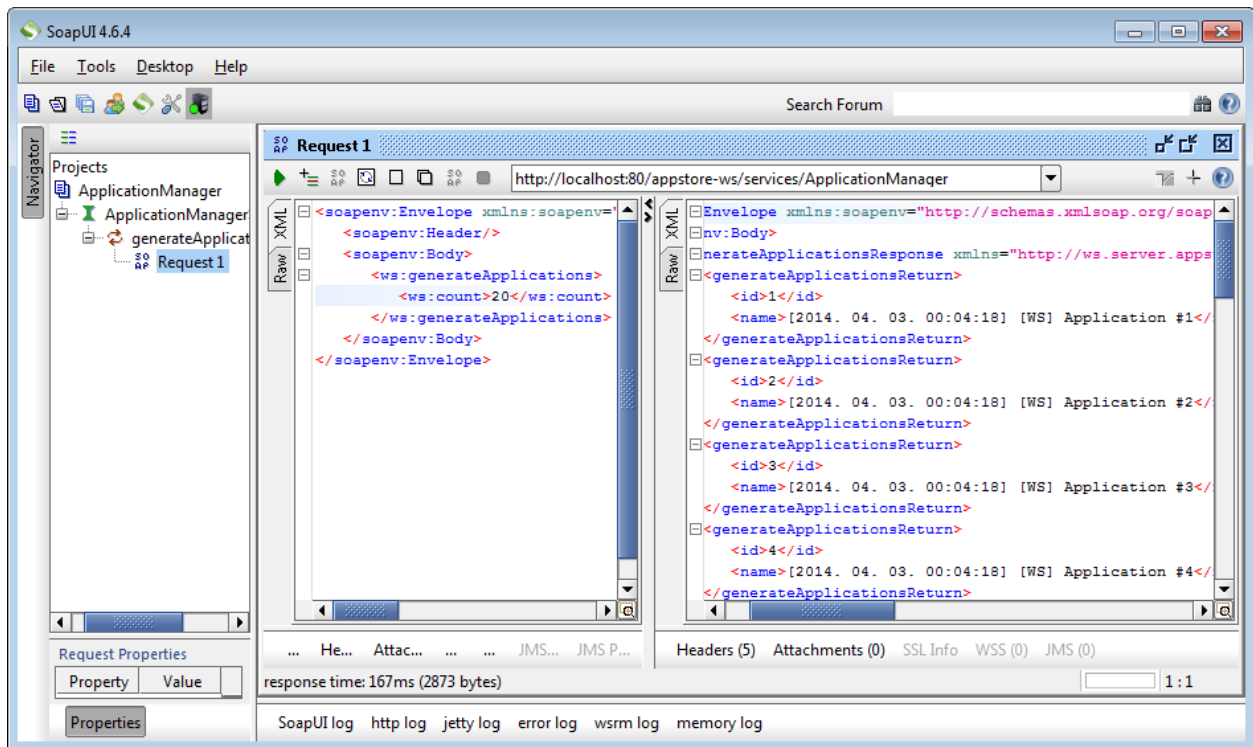 SoapUI 4.6.4
File Tools Desktop Help
Search Forum
Navigator
Projects
ApplicationManager
ApplicationManager
generateApplicat
SO AP Request 1
SO AP Request 1
http://localhost:80/appstore-ws/services/ApplicationManager
XML
Raw
<soapenv:Envelope xmlns:soapenv="
<soapenv:Header/>
<soapenv:Body>
<ws:generateApplications>
<ws:count>20</ws:count>
</ws:generateApplications>
</soapenv:Body>
</soapenv:Envelope>
XML
Raw
Envelope xmlns:soapenv="http://schemas.xmlsoap.org/soap
nv:Body>
nerateApplicationsResponse xmlns="http://ws.server.apps
<generateApplicationsReturn>
<id>1</id>
<name>[2014. 04. 03. 00:04:18] [WS] Application #1</
</generateApplicationsReturn>
<generateApplicationsReturn>
<id>2</id>
<name>[2014. 04. 03. 00:04:18] [WS] Application #2</
</generateApplicationsReturn>
<generateApplicationsReturn>
<id>3</id>
<name>[2014. 04. 03. 00:04:18] [WS] Application #3</
</generateApplicationsReturn>
<generateApplicationsReturn>
<id>4</id>
<name>[2014. 04. 03. 00:04:18] [WS] Application #4</
</generateApplicationsReturn>
... He... Attac... ... ... JMS... JMS P...
Headers (5) Attachments (0) SSL Info WSS (0) JMS (0)
Request Properties
Property Value
response time: 167ms (2873 bytes)
1 : 1
Properties
SoapUI log http log jetty log error log wsrm log memory log